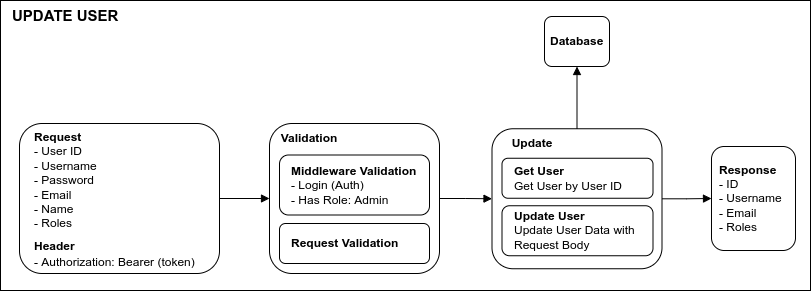 UPDATE USER
Database
Request
- User ID
- Username
- Password
- Email
- Name
- Roles
Header
- Authorization: Bearer (token)
Validation
Middleware Validation
- Login (Auth)
- Has Role: Admin
Request Validation
Update
Get User
Get User by User ID
Update User
Update User Data with
Request Body
Response
- ID
- Username
- Email
- Roles